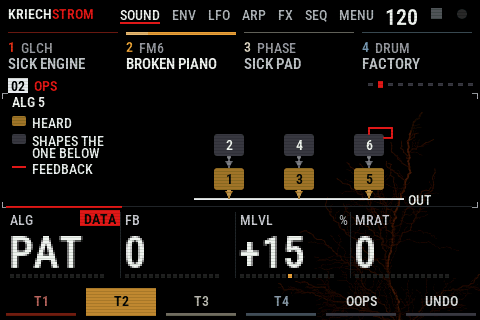 KRIECHSTROM SOUND ENV LFO ARP FX SEQ MENU 120
1 GLCH 2 FM6 3 PHASE 4 DRUM
SICK ENGINE BROKEN PIANO SICK PAD FACTORY
02 OPS
ALG 5
HEARD
SHAPES THE
ONE BELOW
FEEDBACK
2 4 6
1 3 5
OUT
ALG DATA FB MLVL % MRAT
PAT 0 +15 0
T1 T2 T3 T4 OOPS UNDO